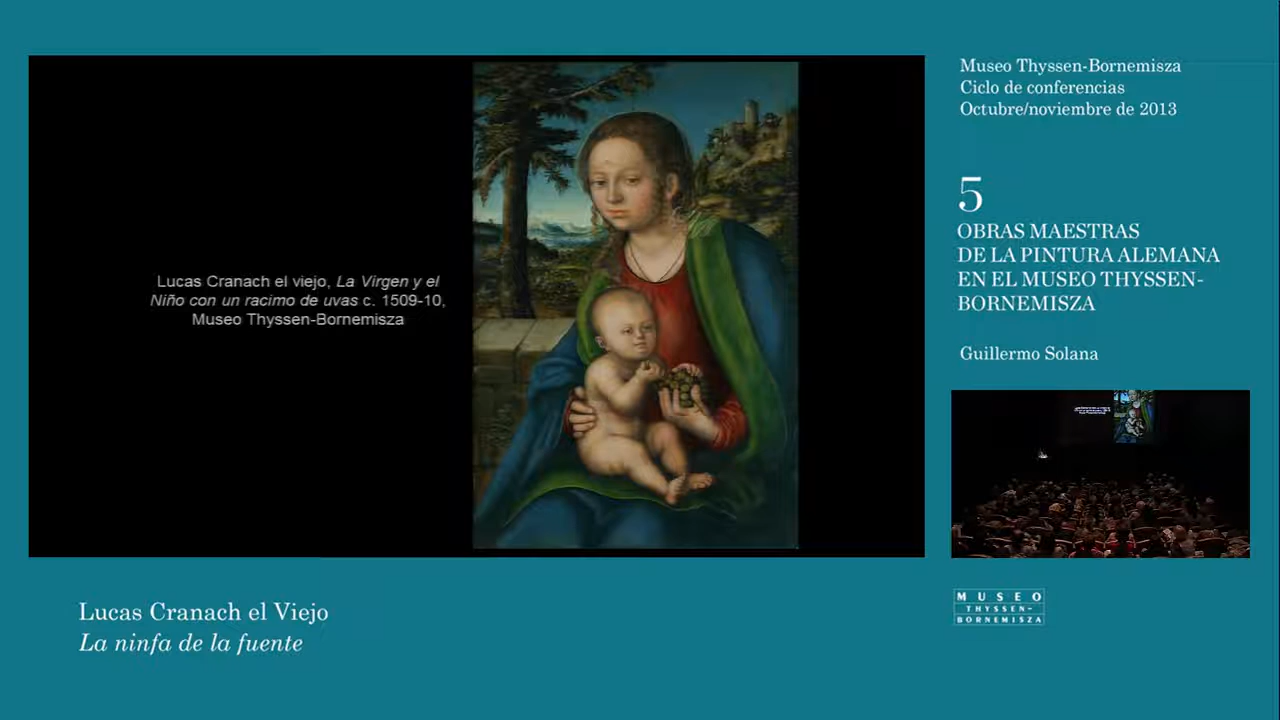 Lucas Cranach el viejo, La Virgen y el
Niño con un racimo de uvas c. 1509-10,
Museo Thyssen-Bornemisza
Museo Thyssen-Bornemisza
Ciclo de conferencias
Octubre/noviembre de 2013
5
OBRAS MAESTRAS
DE LA PINTURA ALEMANA
EN EL MUSEO THYSSEN-
BORNEMISZA
Guillermo Solana
MUSEO
THYSSEN-
BORNEMISZA
Lucas Cranach el Viejo
La ninfa de la fuente